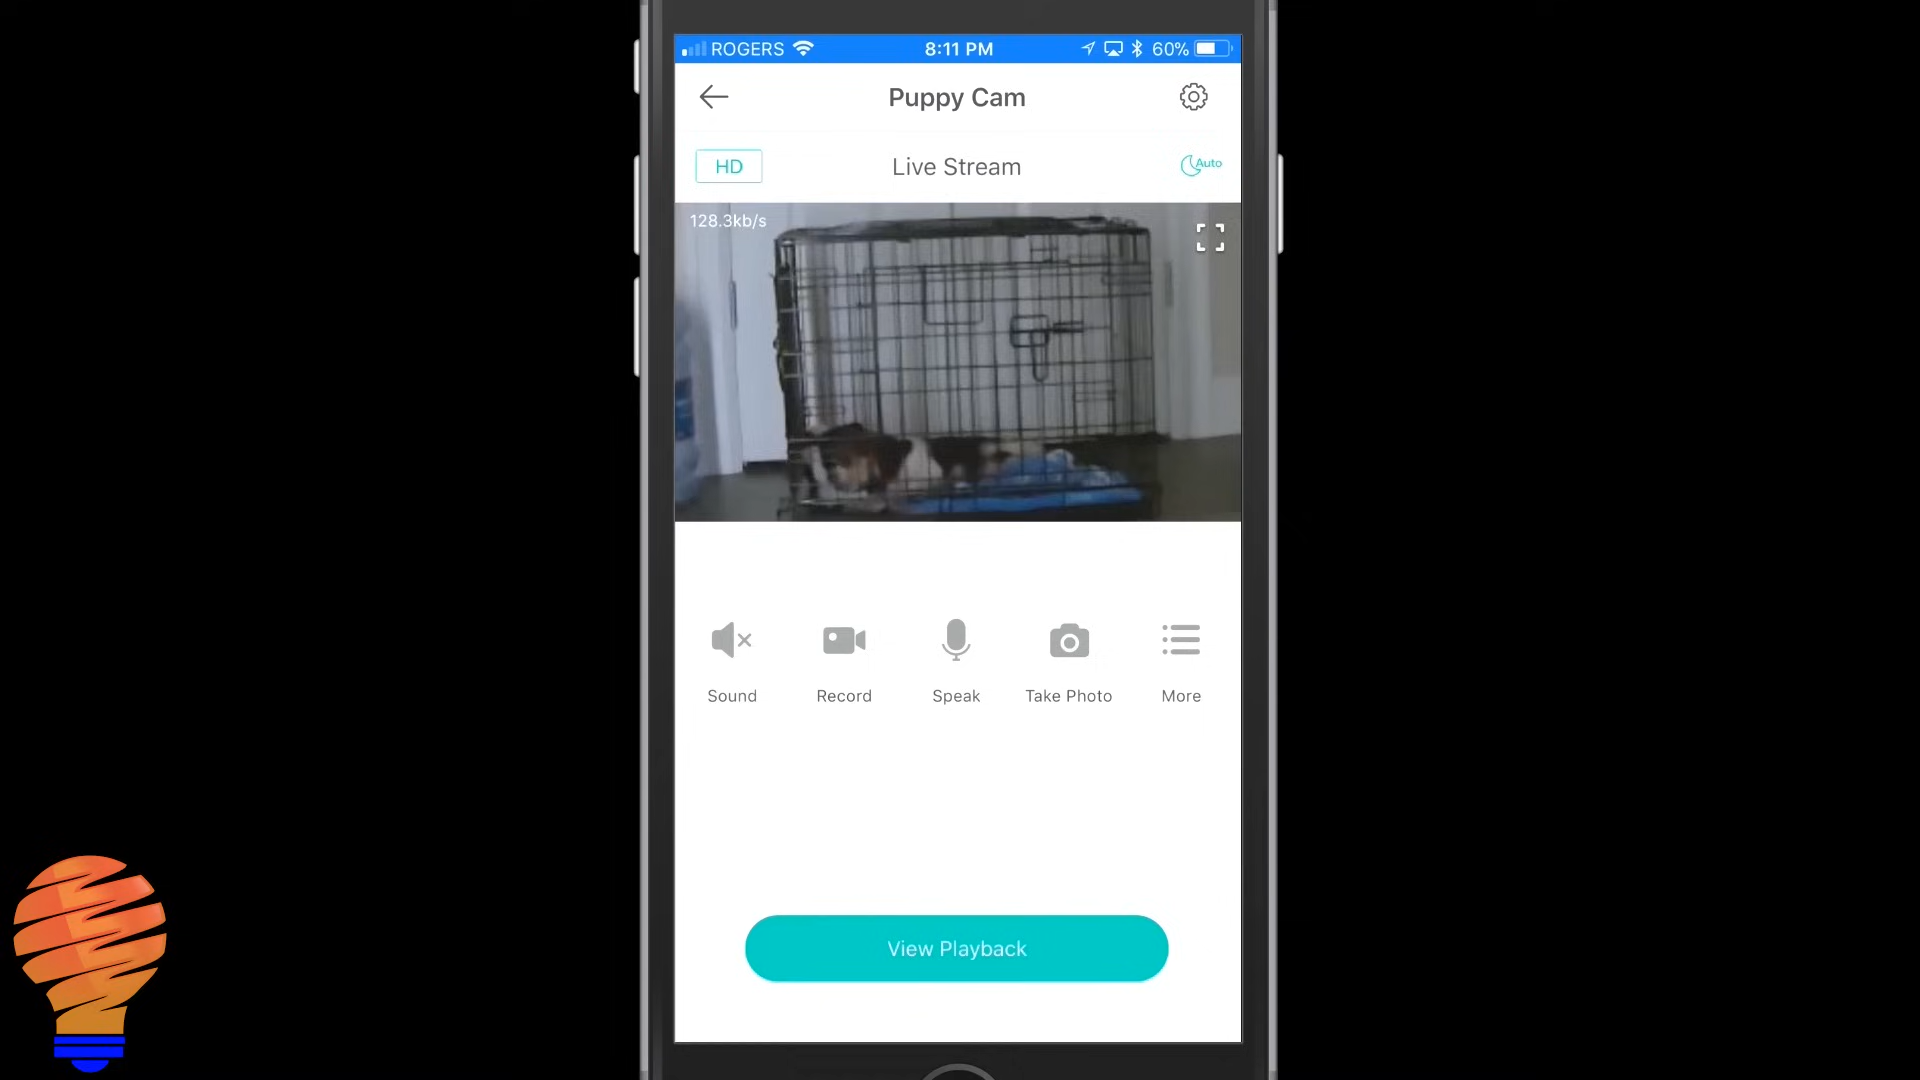 ROGERS 8:11 PM 60%
Puppy Cam
HD Live Stream Auto
128.3kb/s
Sound Record Speak Take Photo More
View Playback